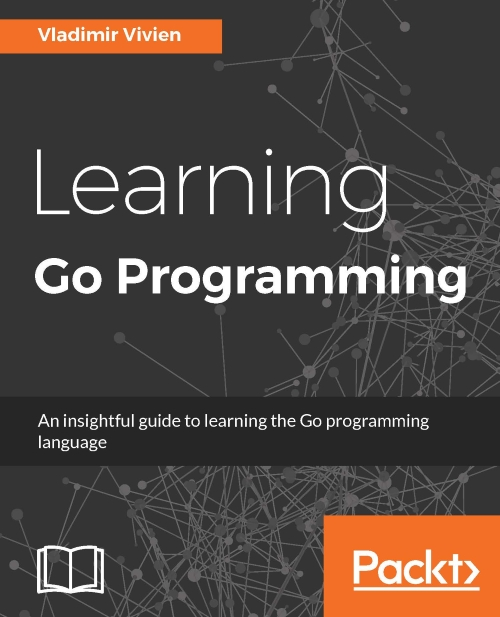 Vladimir Vivien
Learning
Go Programming
An insightful guide to learning the Go programming
language
Packt>